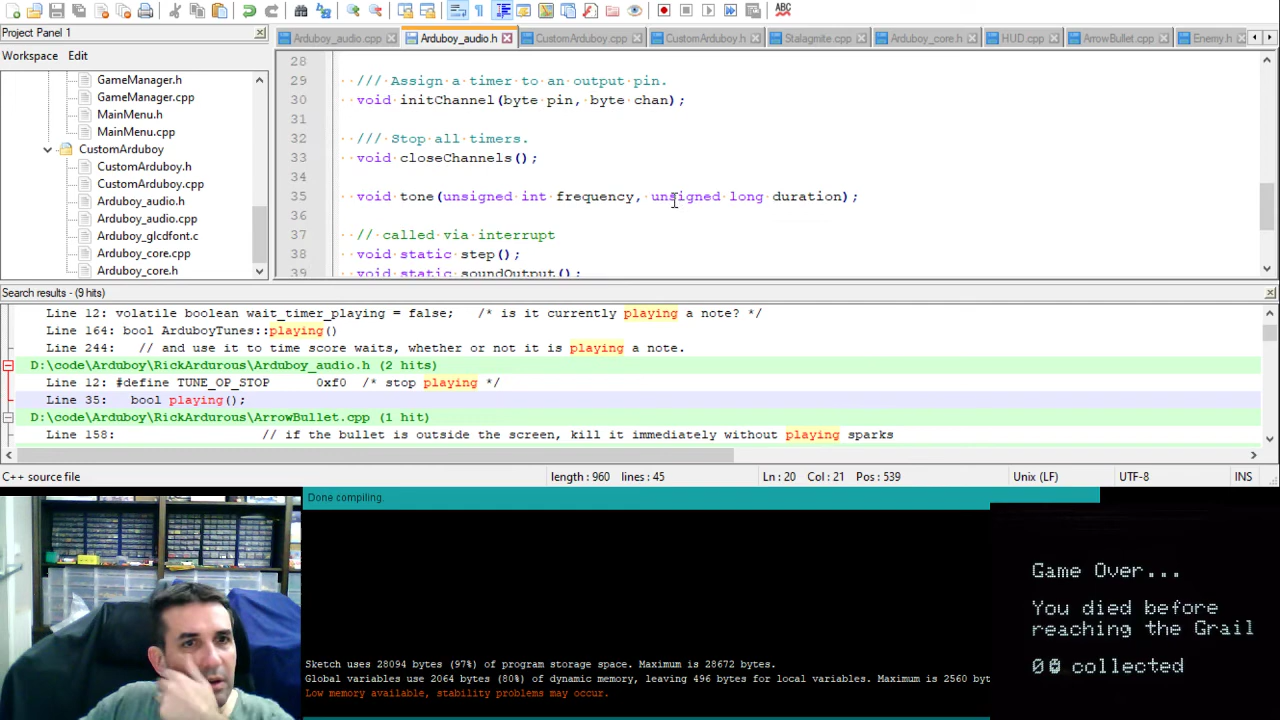 Arduboy_audio.cpp
Arduboy_audio.h
CustomArduboy.cpp
CustomArduboy.h
Stalagmite.cpp
Arduboy_core.h
HUD.cpp
ArrowBullet.cpp
Enemy.h
Project Panel 1
Workspace Edit
GameManager.h
GameManager.cpp
MainMenu.h
MainMenu.cpp
CustomArduboy
CustomArduboy.h
CustomArduboy.cpp
Arduboy_audio.h
Arduboy_glcdfont.c
Arduboy_core.cpp
Arduboy_core.h
28
29 /// Assign a timer to an output pin.
30 void initChannel(byte pin, byte chan);
31
32 /// Stop all timers.
33 void closeChannels();
34
35 void tone(unsigned int frequency, unsigned long duration);
36
37 // called via interrupt
38 void static step();
39 void static soundOutput();
Search results - (9 hits)
Line 12: volatile boolean wait_timer_playing = false; /* is it currently playing a note? */
Line 164: bool ArduboyTunes::playing()
Line 244: // and use it to time score waits, whether or not it is playing a note.
D:\code\Arduboy\RickArdurous\Arduboy_audio.h (2 hits)
Line 12: #define TUNE_OP_STOP 0xf0 /* stop playing */
Line 35: bool playing();
D:\code\Arduboy\RickArdurous\ArrowBullet.cpp (1 hit)
Line 158: // if the bullet is outside the screen, kill it immediately without playing sparks
C++ source file length: 960 lines: 45 Ln: 20 Col: 21 Pos: 539 Unix (LF) UTF-8 INS
Done compiling.
Sketch uses 28094 bytes (97%) of program storage space. Maximum is 28672 bytes.
Global variables use 2064 bytes (80%) of dynamic memory, leaving 496 bytes for local variables. Maximum is 2560 byt
Low memory available, stability problems may occur.
Game Over...
You died before
reaching the Grail
collected